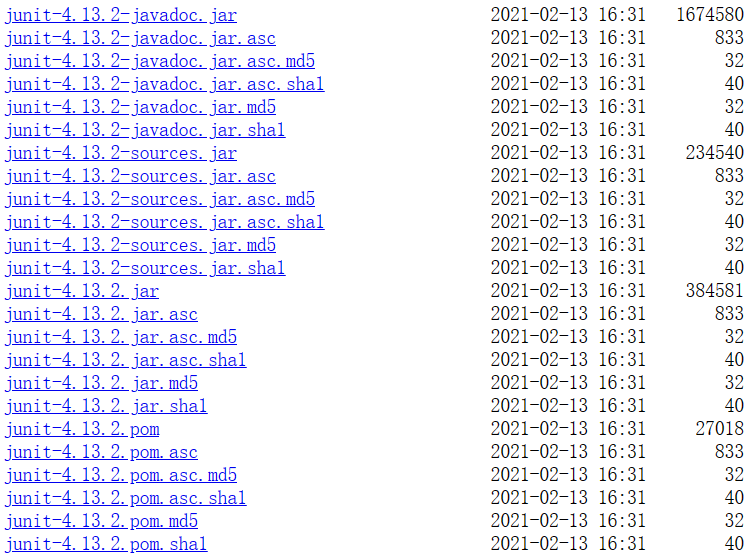 junit-4.13.2-javadoc.jar 2021-02-13 16:31 1674580
junit-4.13.2-javadoc.jar.asc 2021-02-13 16:31 833
junit-4.13.2-javadoc.jar.asc.md5 2021-02-13 16:31 32
junit-4.13.2-javadoc.jar.asc.sha1 2021-02-13 16:31 40
junit-4.13.2-javadoc.jar.md5 2021-02-13 16:31 32
junit-4.13.2-javadoc.jar.sha1 2021-02-13 16:31 40
junit-4.13.2-sources.jar 2021-02-13 16:31 234540
junit-4.13.2-sources.jar.asc 2021-02-13 16:31 833
junit-4.13.2-sources.jar.asc.md5 2021-02-13 16:31 32
junit-4.13.2-sources.jar.asc.sha1 2021-02-13 16:31 40
junit-4.13.2-sources.jar.md5 2021-02-13 16:31 32
junit-4.13.2-sources.jar.sha1 2021-02-13 16:31 40
junit-4.13.2.jar 2021-02-13 16:31 384581
junit-4.13.2.jar.asc 2021-02-13 16:31 833
junit-4.13.2.jar.asc.md5 2021-02-13 16:31 32
junit-4.13.2.jar.asc.sha1 2021-02-13 16:31 40
junit-4.13.2.jar.md5 2021-02-13 16:31 32
junit-4.13.2.jar.sha1 2021-02-13 16:31 40
junit-4.13.2.pom 2021-02-13 16:31 27018
junit-4.13.2.pom.asc 2021-02-13 16:31 833
junit-4.13.2.pom.asc.md5 2021-02-13 16:31 32
junit-4.13.2.pom.asc.sha1 2021-02-13 16:31 40
junit-4.13.2.pom.md5 2021-02-13 16:31 32
junit-4.13.2.pom.sha1 2021-02-13 16:31 40